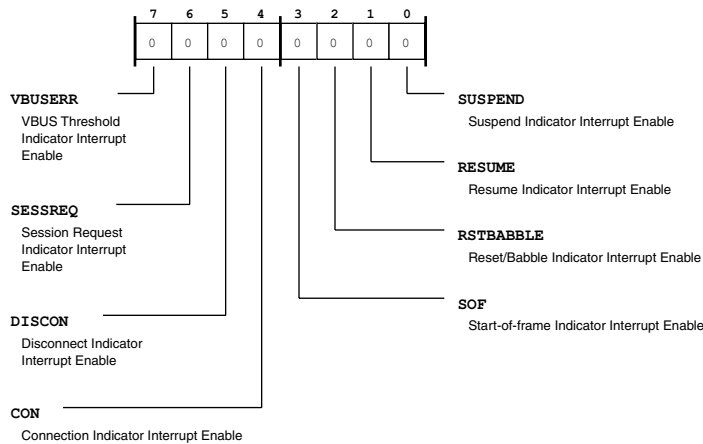 7 6 5 4 3 2 1 0
0 0 0 0 0 0 0 0
VBUSERR
VBUS Threshold
Indicator Interrupt
Enable
SESSREQ
Session Request
Indicator Interrupt
Enable
DISCON
Disconnect Indicator
Interrupt Enable
CON
Connection Indicator Interrupt Enable
SUSPEND
Suspend Indicator Interrupt Enable
RESUME
Resume Indicator Interrupt Enable
RSTBABBLE
Reset/Babble Indicator Interrupt Enable
SOF
Start-of-frame Indicator Interrupt Enable